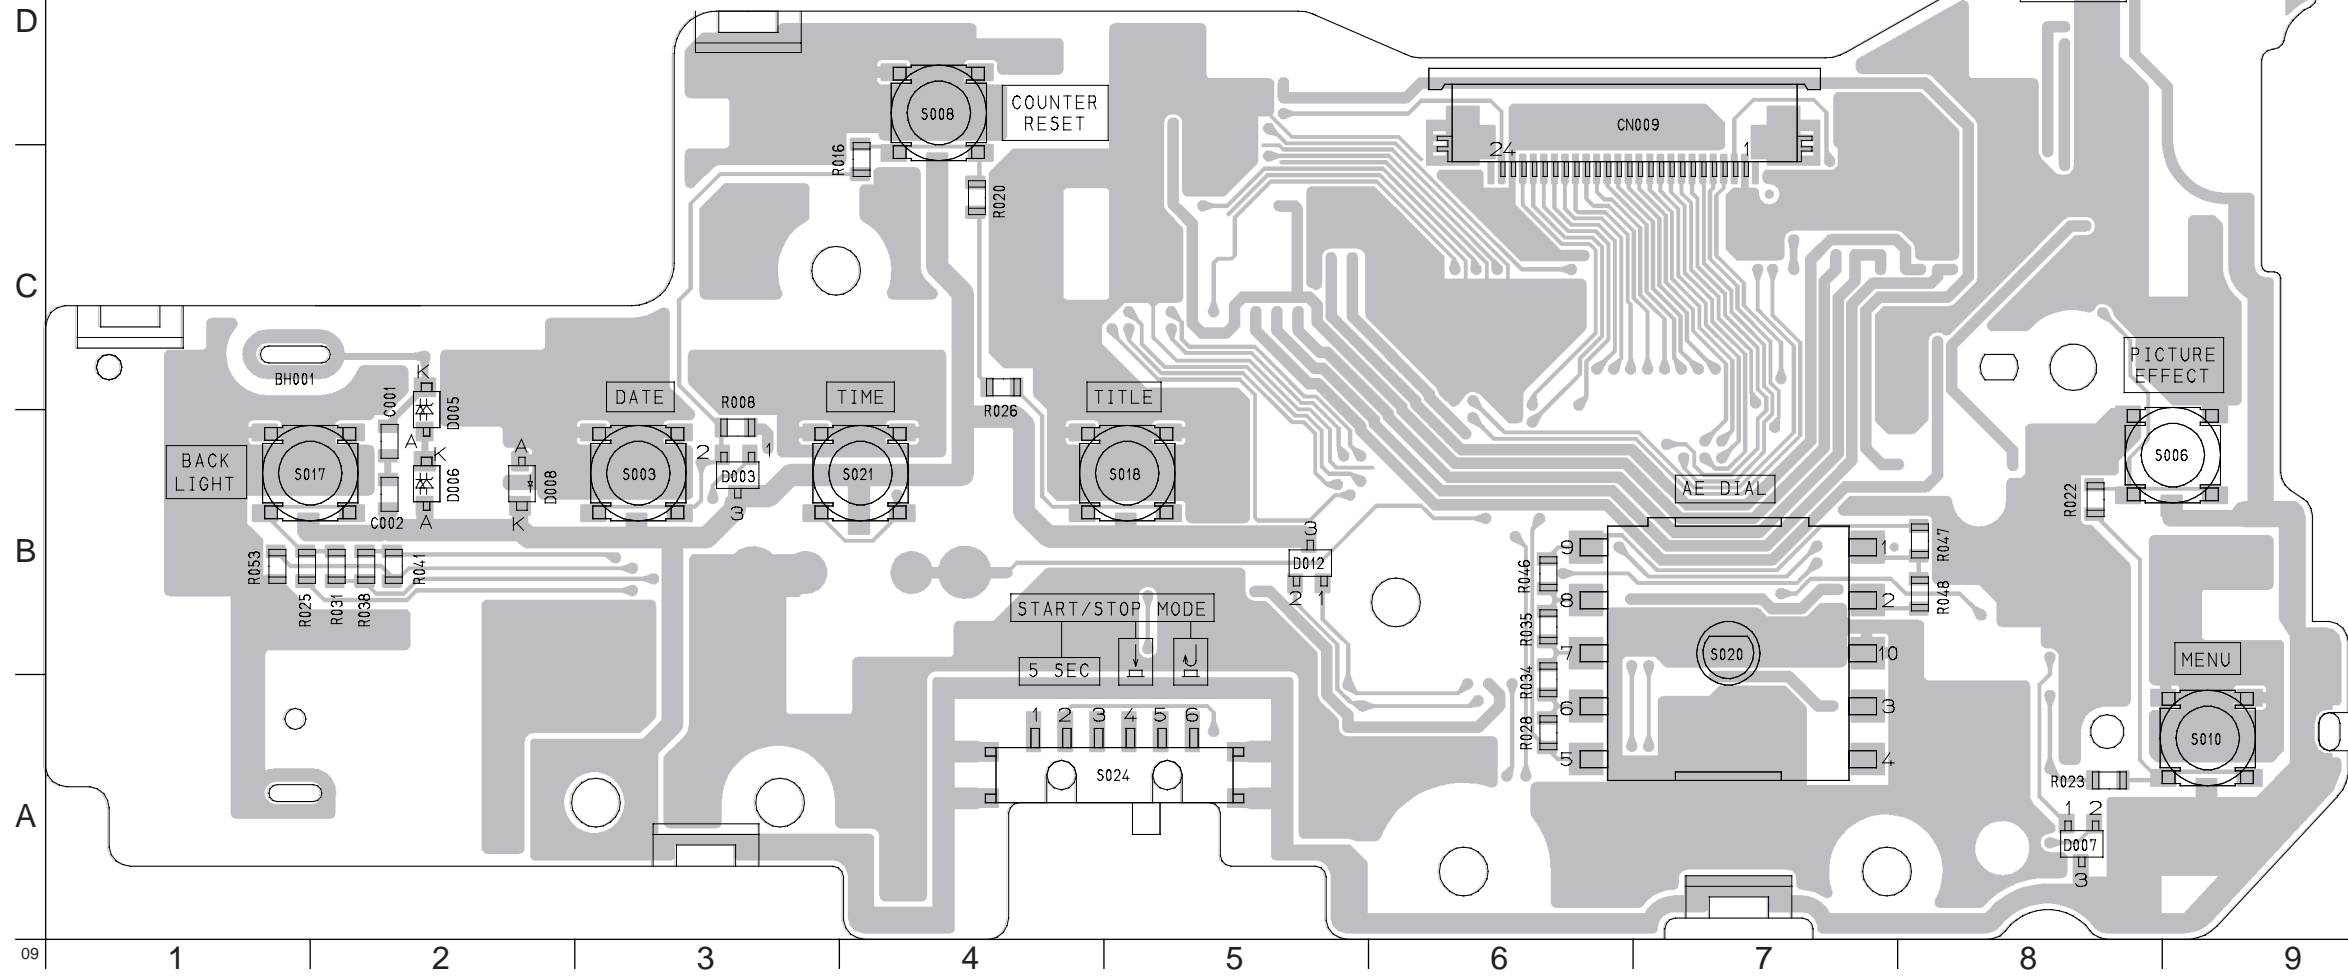 D
COUNTER
RESET
S008
CN009
24
1
R016
R020
C
BH001
K
C001
D005
A
DATE
TIME
TITLE
R008
R026
PICTURE
EFFECT
BACK
LIGHT
S017
K
D006
A
C002
A
D008
K
S003
2
1
D003
3
S021
S018
AE DIAL
S006
R022
B
R053
R025
R031
R038
R041
3
D012
2
1
9
R046
8
R035
7
R034
6
R028
5
1
R047
2
R048
10
3
4
S020
START/STOP MODE
5 SEC
MENU
1 2 3 4 5 6
S024
S010
R023
A
1 2
D007
3
09
1 2 3 4 5 6 7 8 9